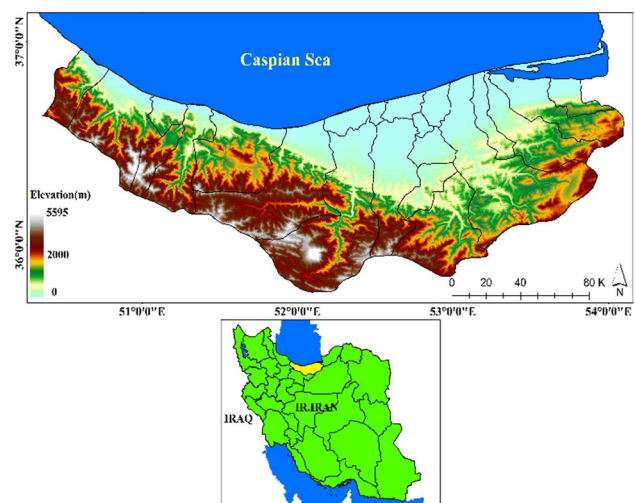 37°0'0"N
Caspian Sea
Elevation(m)
5595
2000
0
36°0'0"N
0 20 40 80 K
N
51°0'0"E
52°0'0"E
53°0'0"E
54°0'0"E
IRAQ
IR.IRAN